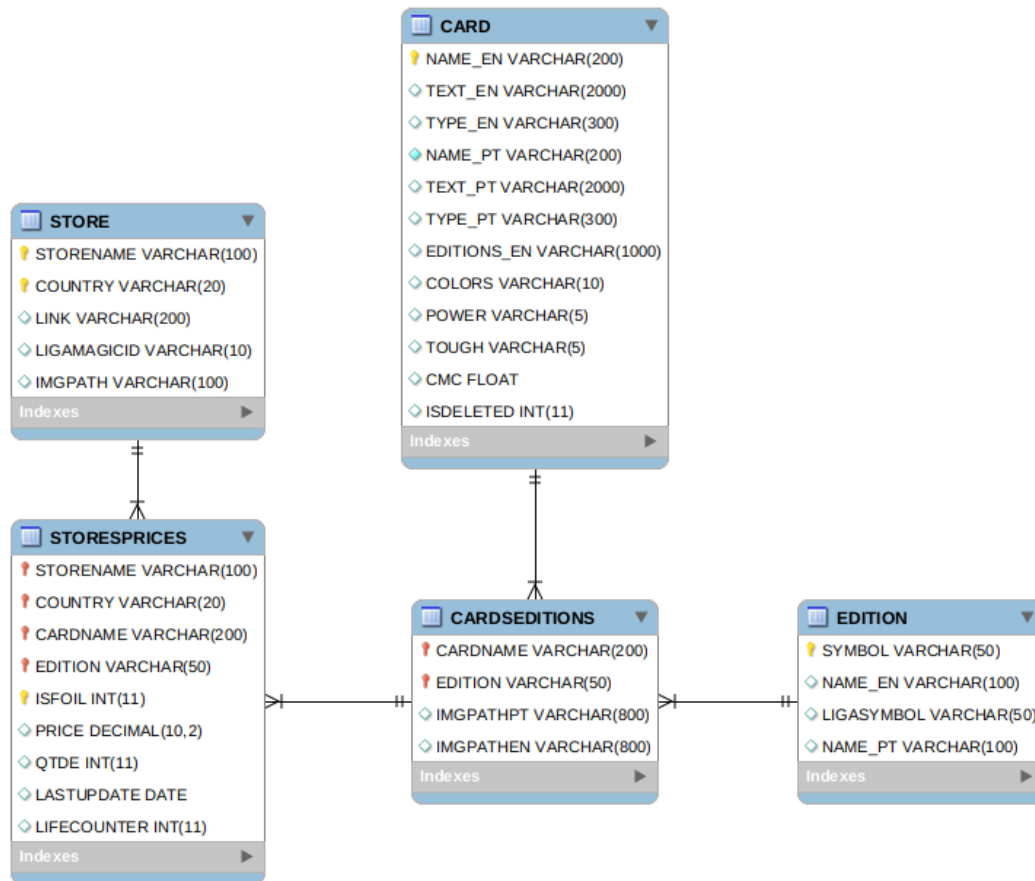 CARD
NAME_EN VARCHAR(200)
TEXT_EN VARCHAR(2000)
TYPE_EN VARCHAR(300)
NAME_PT VARCHAR(200)
TEXT_PT VARCHAR(2000)
TYPE_PT VARCHAR(300)
EDITIONS_EN VARCHAR(1000)
COLORS VARCHAR(10)
POWER VARCHAR(5)
TOUGH VARCHAR(5)
CMC FLOAT
ISDELETED INT(11)
Indexes
STORE
STORENAME VARCHAR(100)
COUNTRY VARCHAR(20)
LINK VARCHAR(200)
LIGAMAGICID VARCHAR(10)
IMGPATH VARCHAR(100)
Indexes
STORESPRICES
STORENAME VARCHAR(100)
COUNTRY VARCHAR(20)
CARDNAME VARCHAR(200)
EDITION VARCHAR(50)
ISFOIL INT(11)
PRICE DECIMAL(10,2)
QTDE INT(11)
LASTUPDATE DATE
LIFECOUNTER INT(11)
Indexes
CARDSEDITIONS
CARDNAME VARCHAR(200)
EDITION VARCHAR(50)
IMGPATHPT VARCHAR(800)
IMGPATHEN VARCHAR(800)
Indexes
EDITION
SYMBOL VARCHAR(50)
NAME_EN VARCHAR(100)
LIGASYMBOL VARCHAR(50)
NAME_PT VARCHAR(100)
Indexes